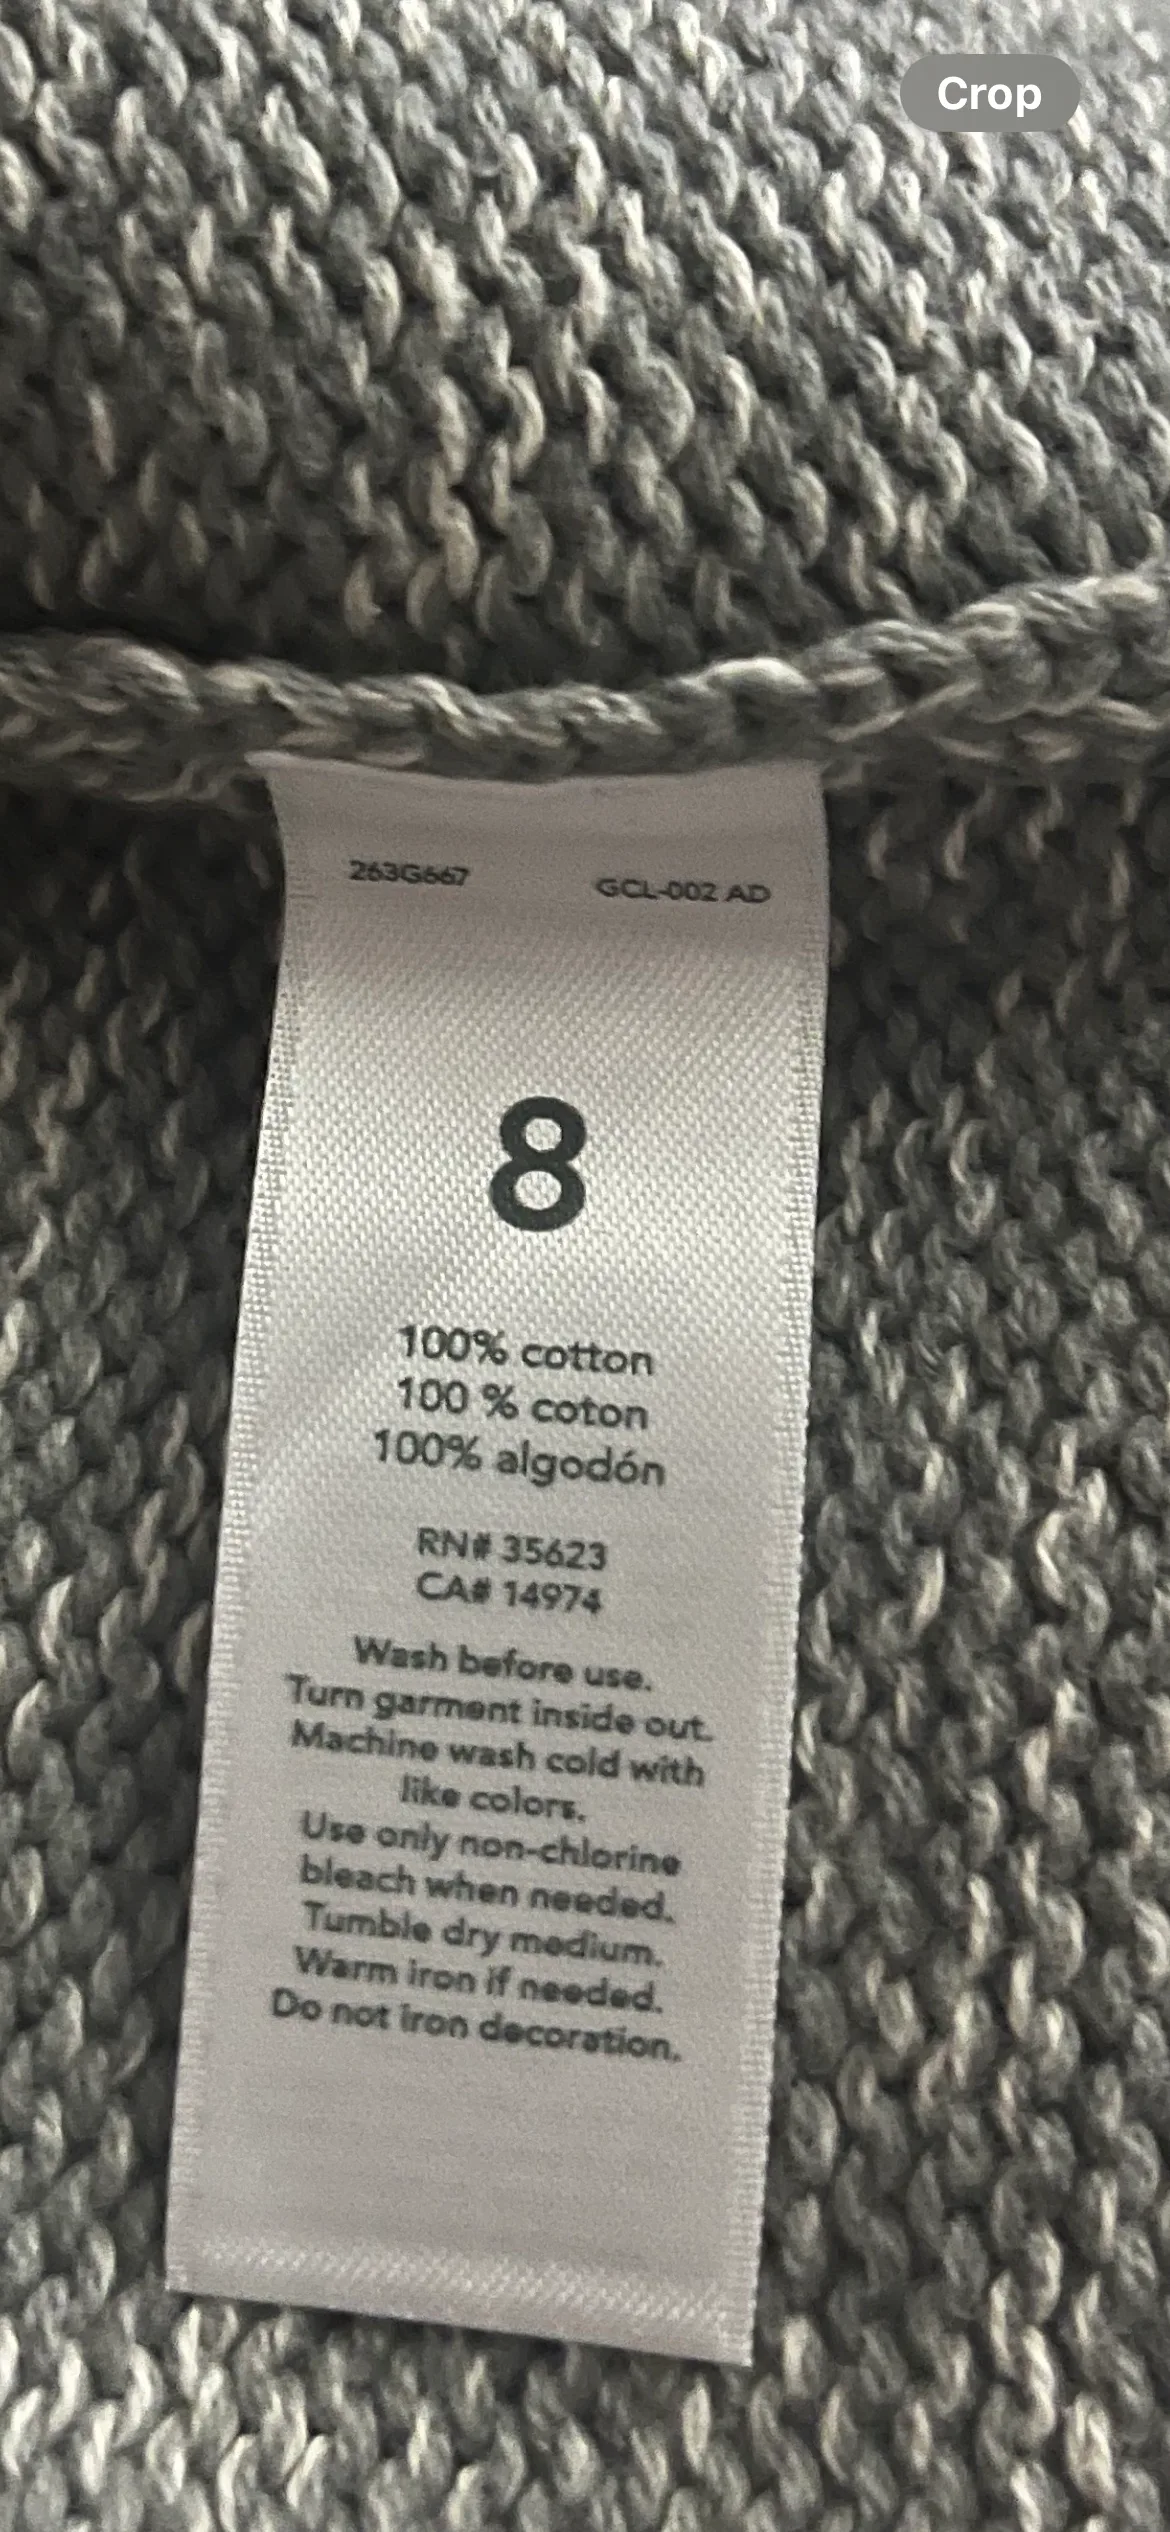 Crop
263G667 GCL-002 AD
8
100% cotton
100 % coton
100% algodón
RN# 35623
CA# 14974
Wash before use.
Turn garment inside out.
Machine wash cold with
like colors.
Use only non-chlorine
bleach when needed.
Tumble dry medium.
Warm iron if needed.
Do not iron decoration.